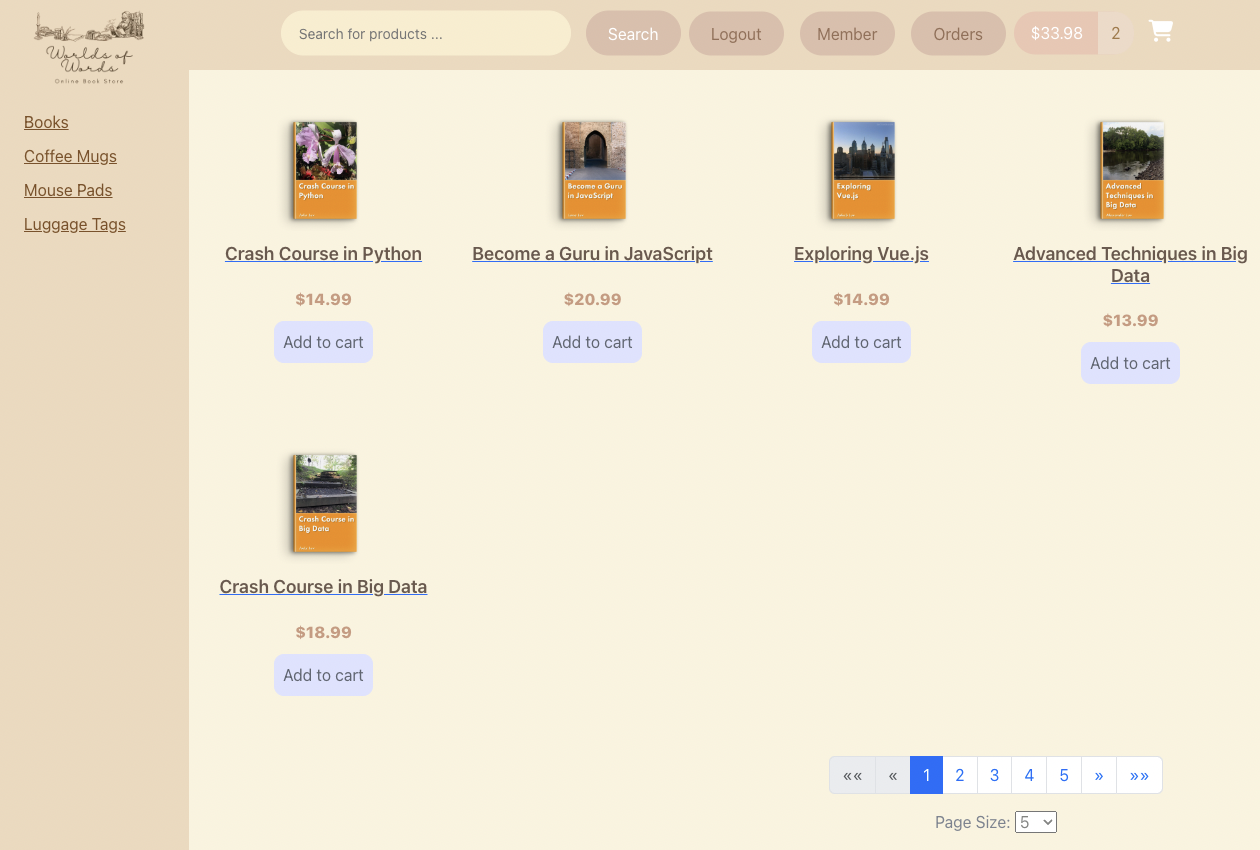 Worlds of
Words
Online Book Store
Search for products ...
Search
Logout
Member
Orders
$33.98
2
Books
Coffee Mugs
Mouse Pads
Luggage Tags
Crash Course in
Python
Become a Guru
in JavaScript
Exploring
Vue.js
Advanced
Techniques in
Big Data
Crash Course in Python
Become a Guru in JavaScript
Exploring Vue.js
Advanced Techniques in Big
Data
$14.99
$20.99
$14.99
$13.99
Add to cart
Add to cart
Add to cart
Add to cart
Crash Course in
Big Data
Crash Course in Big Data
$18.99
Add to cart
«« « 1 2 3 4 5 » »»
Page Size: 5